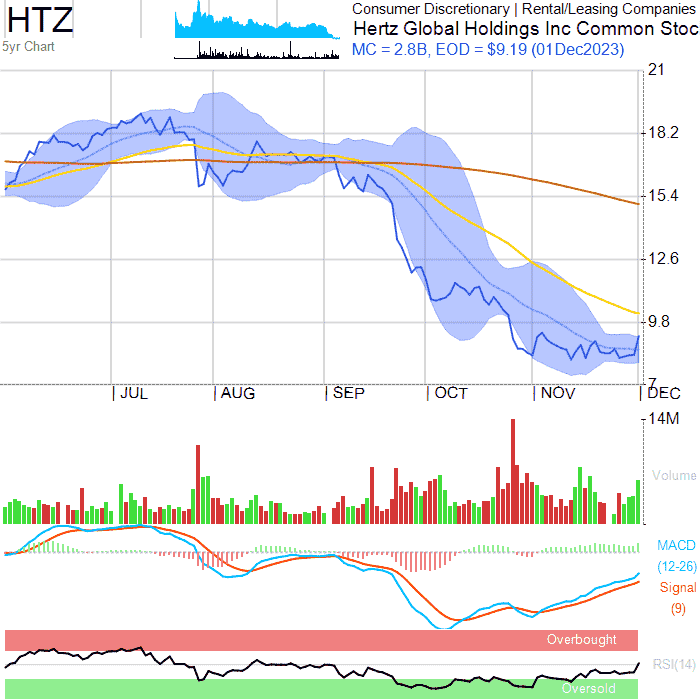 HTZ
5yr Chart
Consumer Discretionary | Rental/Leasing Companies
Hertz Global Holdings Inc Common Stoc
MC = 2.8B, EOD = $9.19 (01Dec2023)
21
18.2
15.4
12.6
9.8
7
JUL AUG SEP OCT NOV DEC
14M
Volume
MACD
(12-26)
Signal
(9)
Overbought
RSI(14)
Oversold